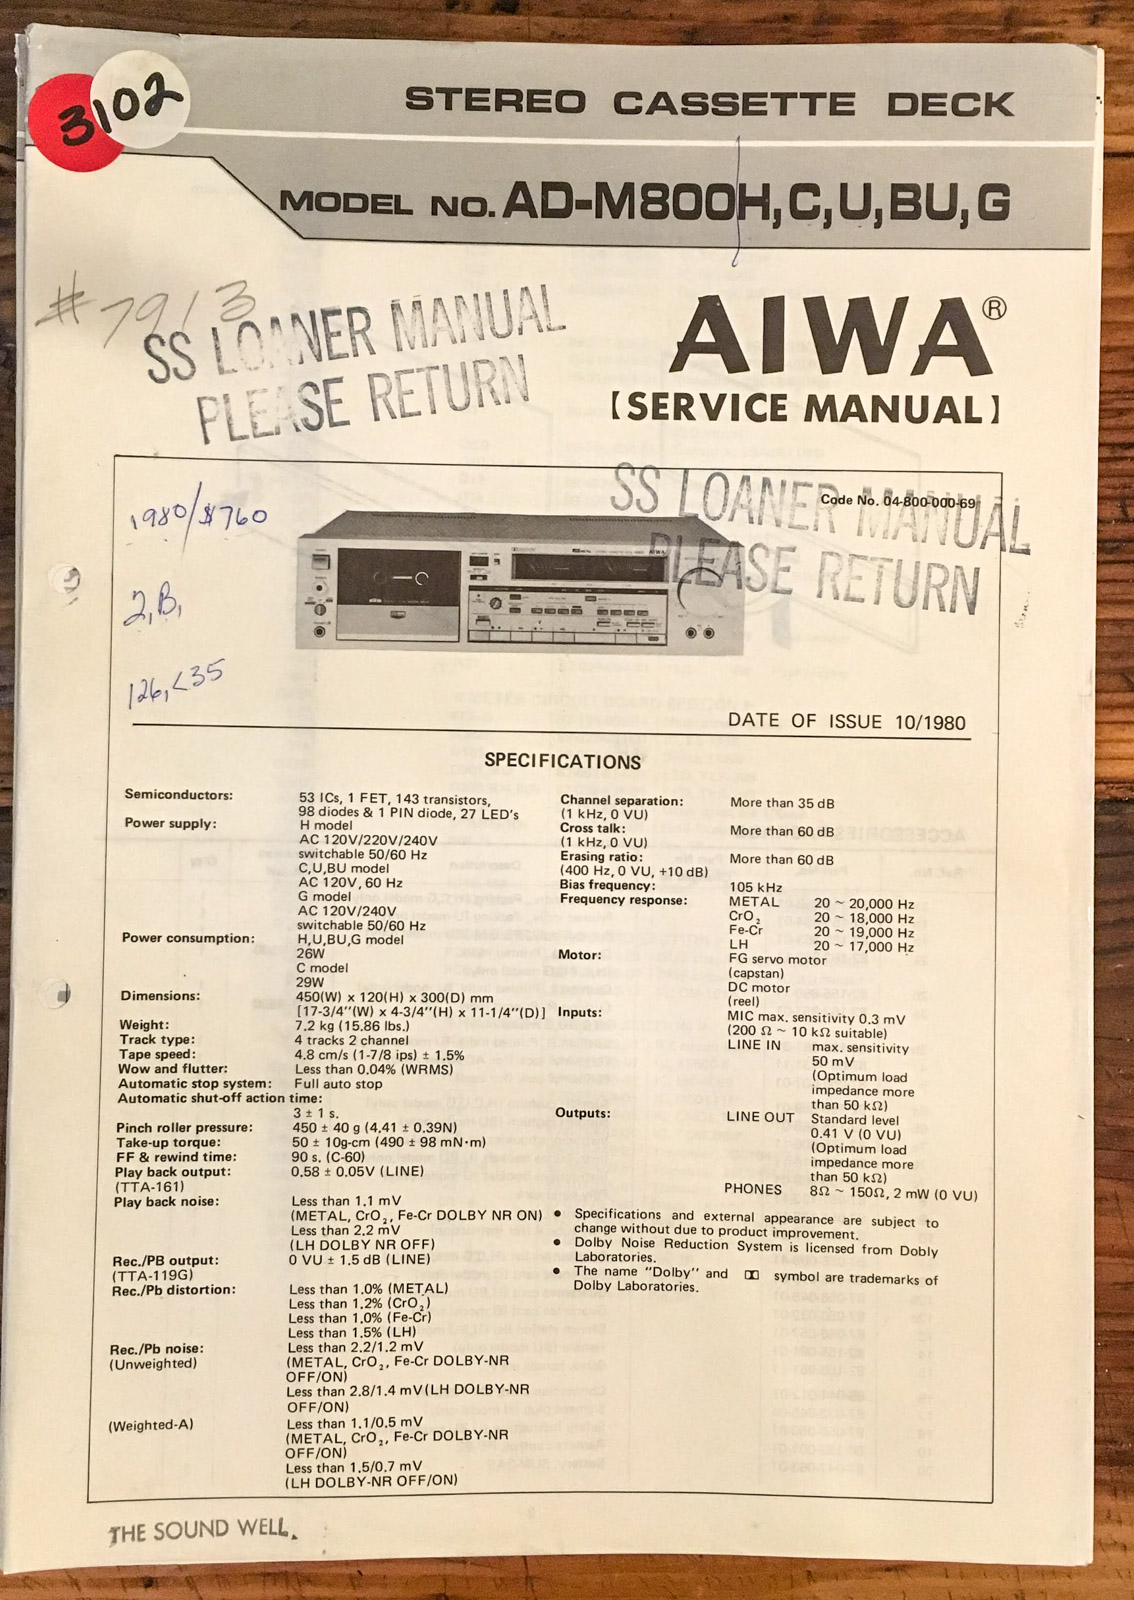 3102
STEREO CASSETTE DECK
MODEL NO. AD-M800H,C,U,BU,G
#7913
SS LOANER MANUAL
PLEASE RETURN
AIWA®
【SERVICE MANUAL】
SS LOANER MANUAL
PLEASE RETURN
Code No. 04-800-000-69
1980/$760
2,B,
126,<35
AIWA
DATE OF ISSUE 10/1980
SPECIFICATIONS
Semiconductors: 53 ICs, 1 FET, 143 transistors,
98 diodes & 1 PIN diode, 27 LED's
Power supply: H model
AC 120V/220V/240V
switchable 50/60 Hz
C,U,BU model
AC 120V, 60 Hz
G model
AC 120V/240V
switchable 50/60 Hz
Power consumption: H,U,BU,G model
26W
C model
29W
Dimensions: 450(W) x 120(H) x 300(D) mm
[17-3/4"(W) x 4-3/4"(H) x 11-1/4"(D)]
Weight: 7.2 kg (15.86 lbs.)
Track type: 4 tracks 2 channel
Tape speed: 4.8 cm/s (1-7/8 ips) ± 1.5%
Wow and flutter: Less than 0.04% (WRMS)
Automatic stop system: Full auto stop
Automatic shut-off action time:
3 ± 1 s.
Pinch roller pressure: 450 ± 40 g (4.41 ± 0.39N)
Take-up torque: 50 ± 10g-cm (490 ± 98 mN·m)
FF & rewind time: 90 s. (C-60)
Play back output: 0.58 ± 0.05V (LINE)
(TTA-161)
Play back noise: Less than 1.1 mV
(METAL, CrO₂, Fe-Cr DOLBY NR ON)
Less than 2.2 mV
(LH DOLBY NR OFF)
Rec./PB output: 0 VU ± 1.5 dB (LINE)
(TTA-119G)
Rec./Pb distortion: Less than 1.0% (METAL)
Less than 1.2% (CrO₂)
Less than 1.0% (Fe-Cr)
Less than 1.5% (LH)
Rec./Pb noise: Less than 2.2/1.2 mV
(Unweighted) (METAL, CrO₂, Fe-Cr DOLBY-NR
OFF/ON)
Less than 2.8/1.4 mV(LH DOLBY-NR
OFF/ON)
(Weighted-A) Less than 1.1/0.5 mV
(METAL, CrO₂, Fe-Cr DOLBY-NR
OFF/ON)
Less than 1.5/0.7 mV
(LH DOLBY-NR OFF/ON)
Channel separation: More than 35 dB
(1 kHz, 0 VU)
Cross talk: More than 60 dB
(1 kHz, 0 VU)
Erasing ratio: More than 60 dB
(400 Hz, 0 VU, +10 dB)
Bias frequency: 105 kHz
Frequency response: METAL 20 ~ 20,000 Hz
CrO₂ 20 ~ 18,000 Hz
Fe-Cr 20 ~ 19,000 Hz
LH 20 ~ 17,000 Hz
Motor: FG servo motor
(capstan)
DC motor
(reel)
Inputs: MIC max. sensitivity 0.3 mV
(200 Ω ~ 10 kΩ suitable)
LINE IN max. sensitivity
50 mV
(Optimum load
impedance more
than 50 kΩ)
Outputs: LINE OUT Standard level
0.41 V (0 VU)
(Optimum load
impedance more
than 50 kΩ)
PHONES 8Ω ~ 150Ω, 2 mW (0 VU)
● Specifications and external appearance are subject to
change without due to product improvement.
● Dolby Noise Reduction System is licensed from Dobly
Laboratories.
● The name "Dolby" and symbol are trademarks of
Dolby Laboratories.
THE SOUND WELL.